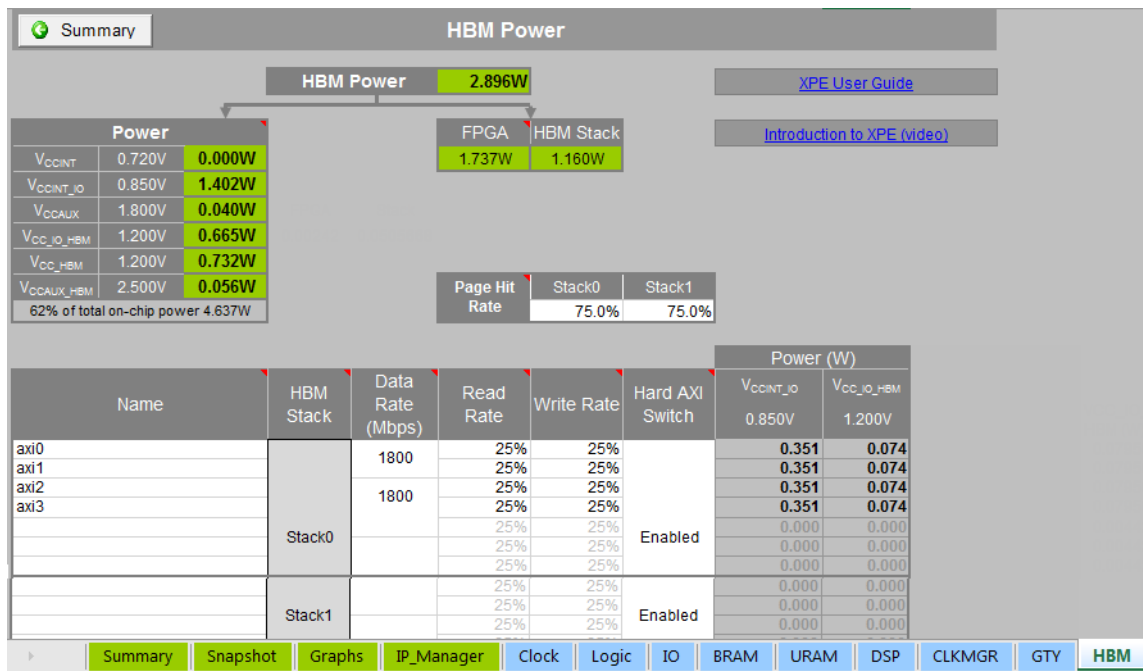 Summary
HBM Power
HBM Power 2.896W
XPE User Guide
Power
FPGA HBM Stack
Introduction to XPE (video)
1.737W 1.160W
VCCINT 0.720V 0.000W
VCCINT_IO 0.850V 1.402W
VCCAUX 1.800V 0.040W
VCC_IO_HBM 1.200V 0.665W
VCC_HBM 1.200V 0.732W
VCCAUX_HBM 2.500V 0.056W
62% of total on-chip power 4.637W
Page Hit Rate Stack0 Stack1
75.0% 75.0%
Power (W)
Name
HBM Stack
Data Rate (Mbps)
Read Rate
Write Rate
Hard AXI Switch
VCCINT_IO VCC_IO_HBM
0.850V 1.200V
axi0 1800 25% 25% 0.351 0.074
axi1 25% 25% 0.351 0.074
axi2 1800 25% 25% 0.351 0.074
axi3 25% 25% 0.351 0.074
25% 25% 0.000 0.000
Stack0 25% 25% Enabled 0.000 0.000
25% 25% 0.000 0.000
25% 25% 0.000 0.000
Stack1 25% 25% Enabled 0.000 0.000
25% 25% 0.000 0.000
Summary Snapshot Graphs IP_Manager Clock Logic IO BRAM URAM DSP CLKMGR GTY HBM